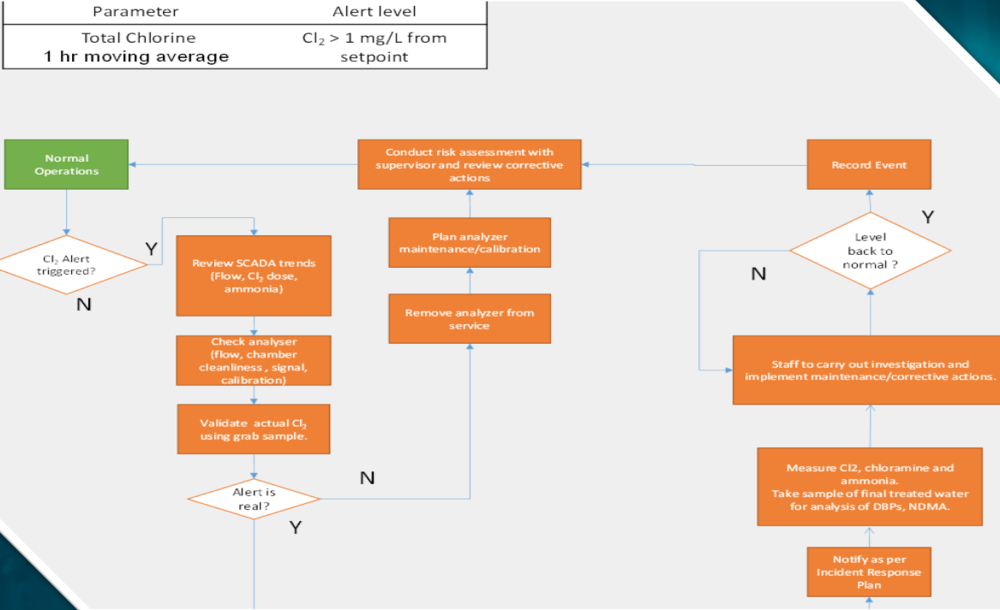 Parameter Alert level
Total Chlorine Cl₂ > 1 mg/L from
1 hr moving average setpoint
Normal
Operations
Conduct risk assessment with
supervisor and review corrective
actions
Record Event
Cl₂ Alert
triggered?
Y
N
Review SCADA trends
(Flow, Cl₂ dose,
ammonia)
Check analyser
(flow, chamber
cleanliness , signal,
calibration)
Validate actual Cl₂
using grab sample.
Alert is
real?
N
Y
Plan analyzer
maintenance/calibration
Remove analyzer from
service
Level
back to
normal ?
Y
N
Staff to carry out investigation and
implement maintenance/corrective actions.
Measure Cl2, chloramine and
ammonia.
Take sample of final treated water
for analysis of DBPs, NDMA.
Notify as per
Incident Response
Plan